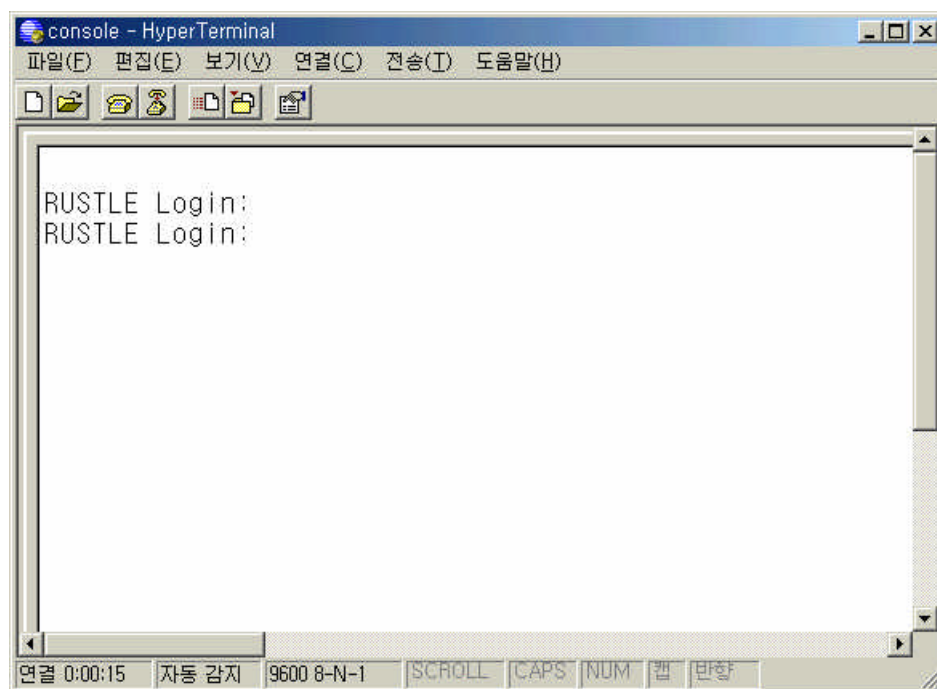 console - HyperTerminal
파일(F) 편집(E) 보기(V) 연결(C) 전송(T) 도움말(H)
RUSTLE Login:
RUSTLE Login:
연결 0:00:15 자동 감지 9600 8-N-1 SCROLL CAPS NUM 캡 반향